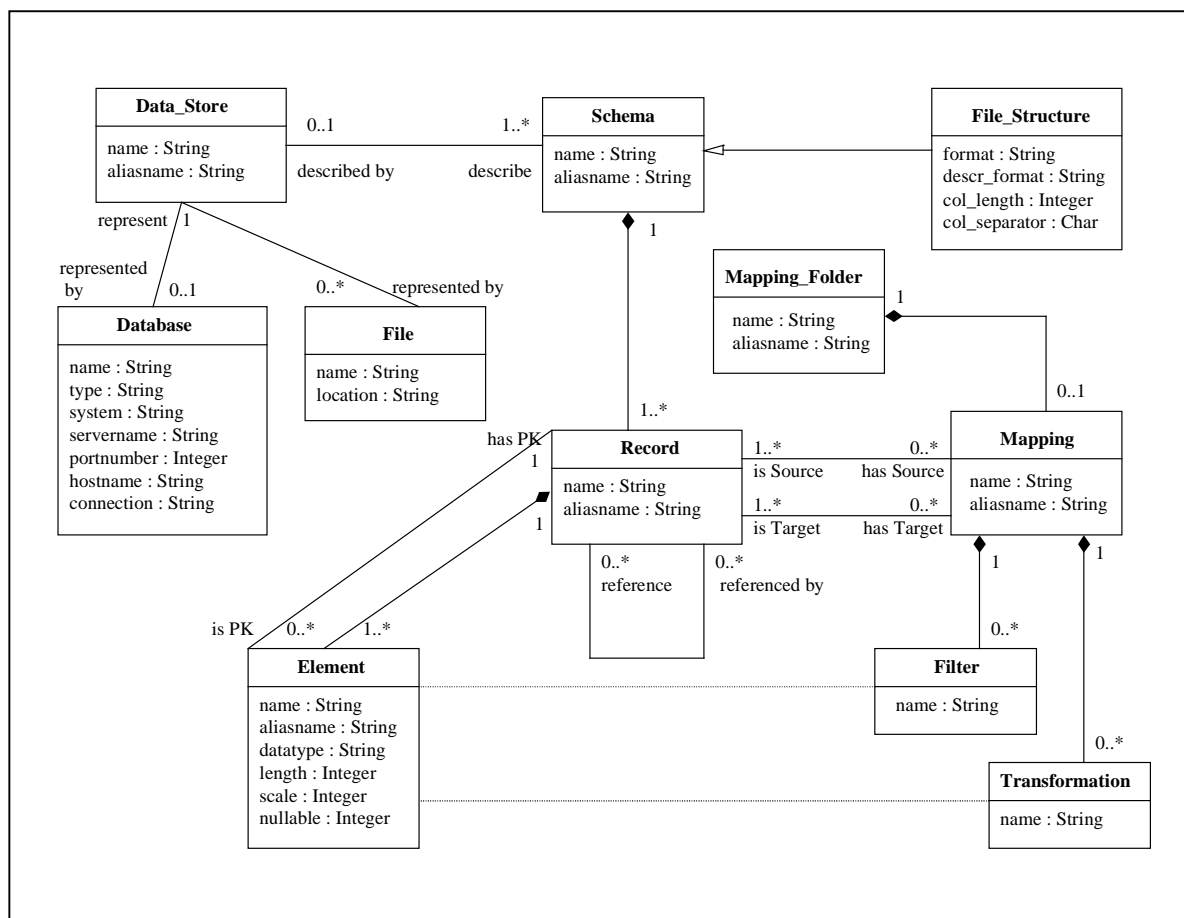 Data_Store
name : String
aliasname : String
0..1
1..*
described by
describe
Schema
name : String
aliasname : String
1
File_Structure
format : String
descr_format : String
col_length : Integer
col_separator : Char
represent
1
represented
by
0..1
0..*
represented by
Database
name : String
type : String
system : String
servername : String
portnumber : Integer
hostname : String
connection : String
File
name : String
location : String
Mapping_Folder
name : String
aliasname : String
1
0..1
1..*
has PK
1
1
Record
name : String
aliasname : String
1..*
0..*
is Source
has Source
1..*
0..*
is Target
has Target
Mapping
name : String
aliasname : String
1
1
0..*
0..*
reference
referenced by
is PK
0..*
1..*
Element
name : String
aliasname : String
datatype : String
length : Integer
scale : Integer
nullable : Integer
0..*
Filter
name : String
0..*
Transformation
name : String